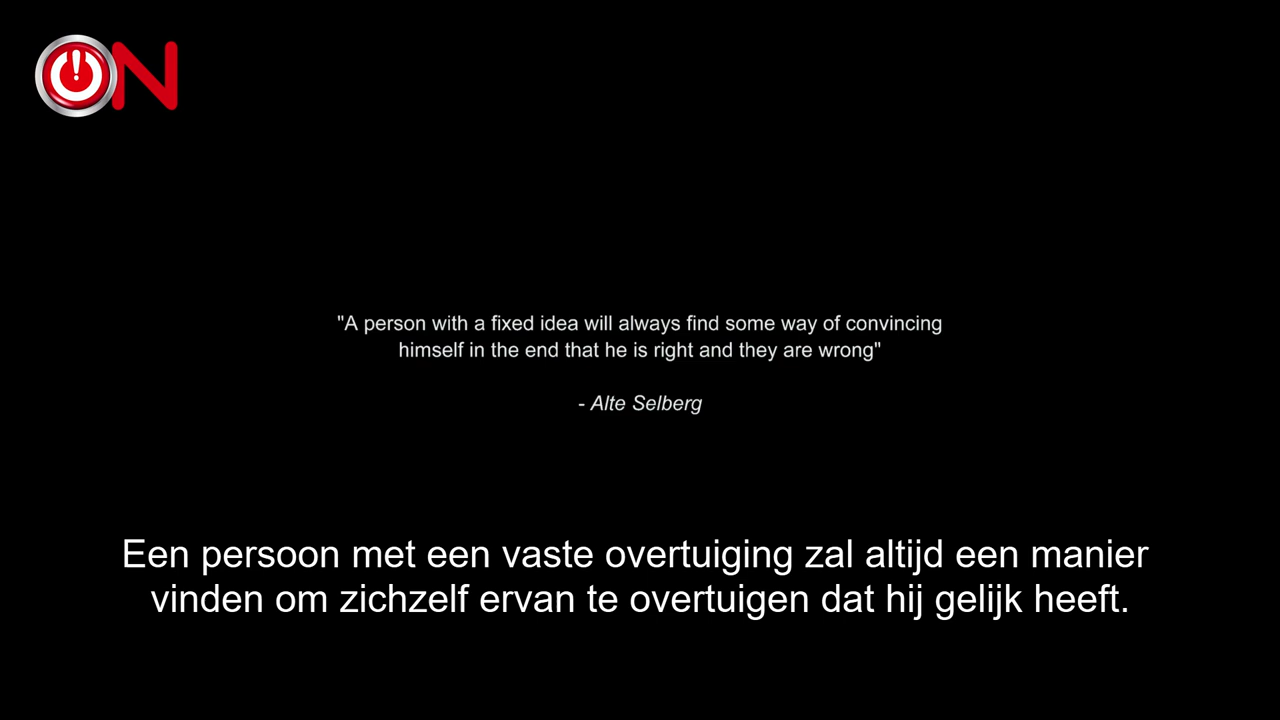 ON
"A person with a fixed idea will always find some way of convincing
himself in the end that he is right and they are wrong"
- Alte Selberg
Een persoon met een vaste overtuiging zal altijd een manier
vinden om zichzelf ervan te overtuigen dat hij gelijk heeft.